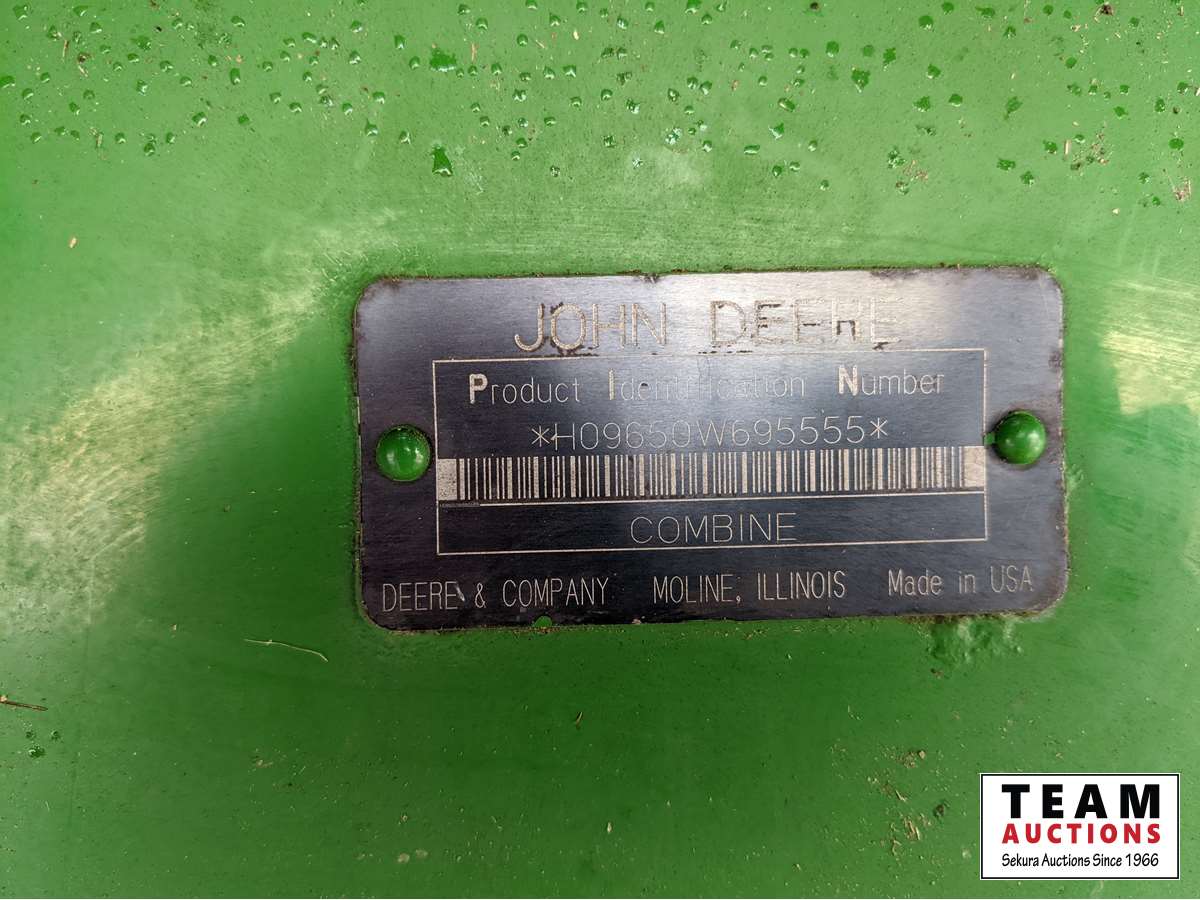 JOHN DEERE
Product Identification Number
*H09650W695555*
COMBINE
DEERE & COMPANY MOLINE, ILLINOIS Made in USA
TEAM
AUCTIONS
Sekura Auctions Since 1966